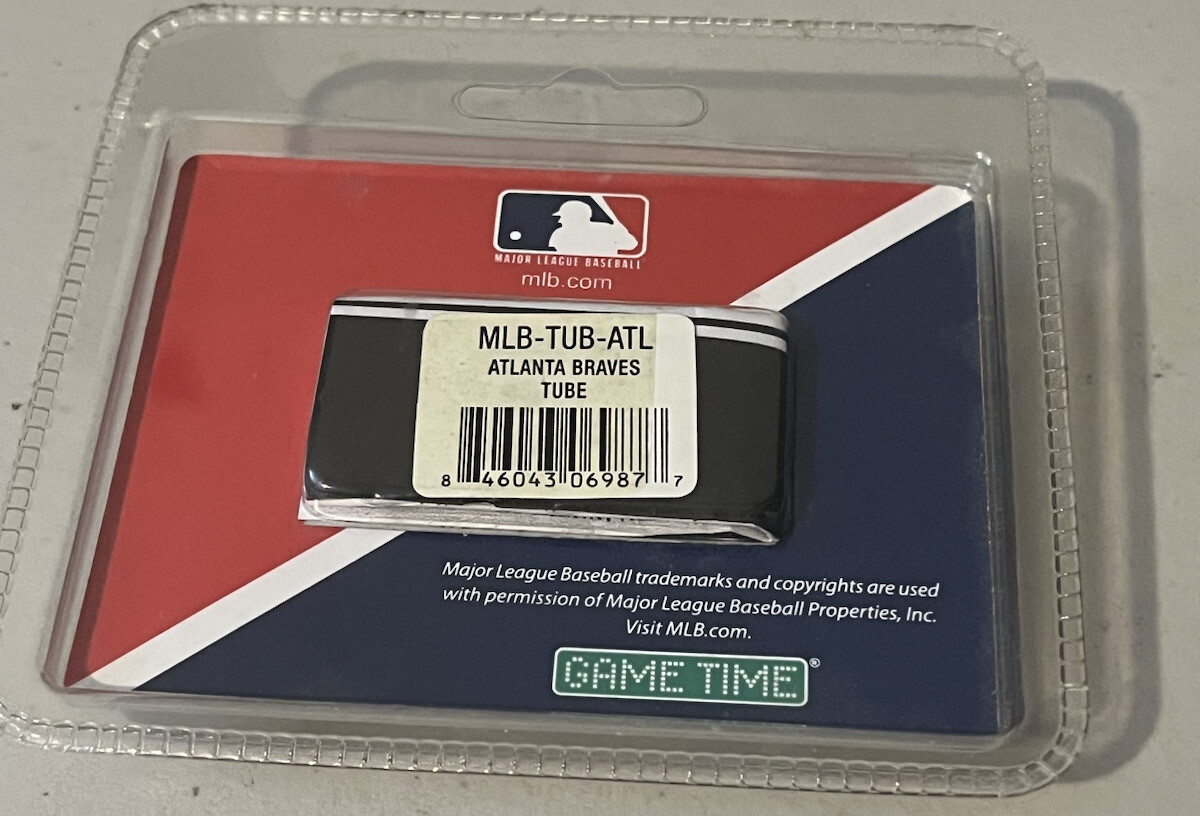 MAJOR LEAGUE BASEBALL
mlb.com
MLB-TUB-ATL
ATLANTA BRAVES
TUBE
8 46043 06987 7
Major League Baseball trademarks and copyrights are used
with permission of Major League Baseball Properties, Inc.
Visit MLB.com.
GAME TIME®